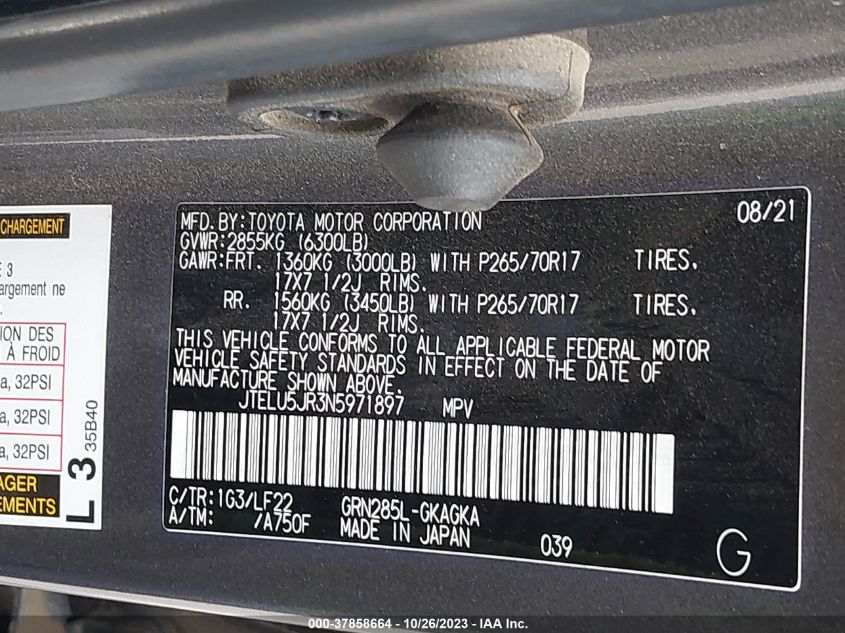 CHARGEMENT
E 3
argement ne
ION DES
À FROID
a, 32PSI
a, 32PSI
a, 32PSI
AGER
EMENTS
L 3
35B40
MFD. BY: TOYOTA MOTOR CORPORATION 08/21
GVWR: 2855KG (6300LB)
GAWR: FRT. 1360KG (3000LB) WITH P265/70R17 TIRES.
17X7 1/2J RIMS.
RR. 1560KG (3450LB) WITH P265/70R17 TIRES.
17X7 1/2J RIMS.
THIS VEHICLE CONFORMS TO ALL APPLICABLE FEDERAL MOTOR
VEHICLE SAFETY STANDARDS IN EFFECT ON THE DATE OF
MANUFACTURE SHOWN ABOVE.
JTELU5JR3N5971897 MPV
C/TR: 1G3/LF22 GRN285L-GKAGKA
A/TM: /A750F MADE IN JAPAN 039 G
000-37858664 - 10/26/2023 - IAA Inc.